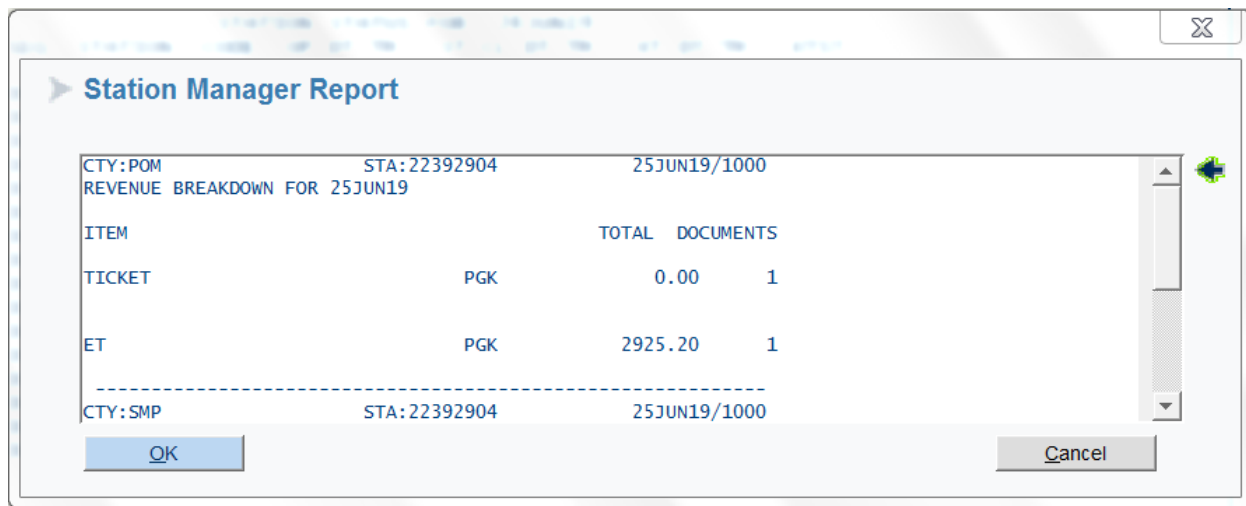 Station Manager Report
CTY:POM STA:22392904 25JUN19/1000
REVENUE BREAKDOWN FOR 25JUN19
ITEM TOTAL DOCUMENTS
TICKET PGK 0.00 1
ET PGK 2925.20 1
------------------------------------------------------------
CTY:SMP STA:22392904 25JUN19/1000
OK Cancel